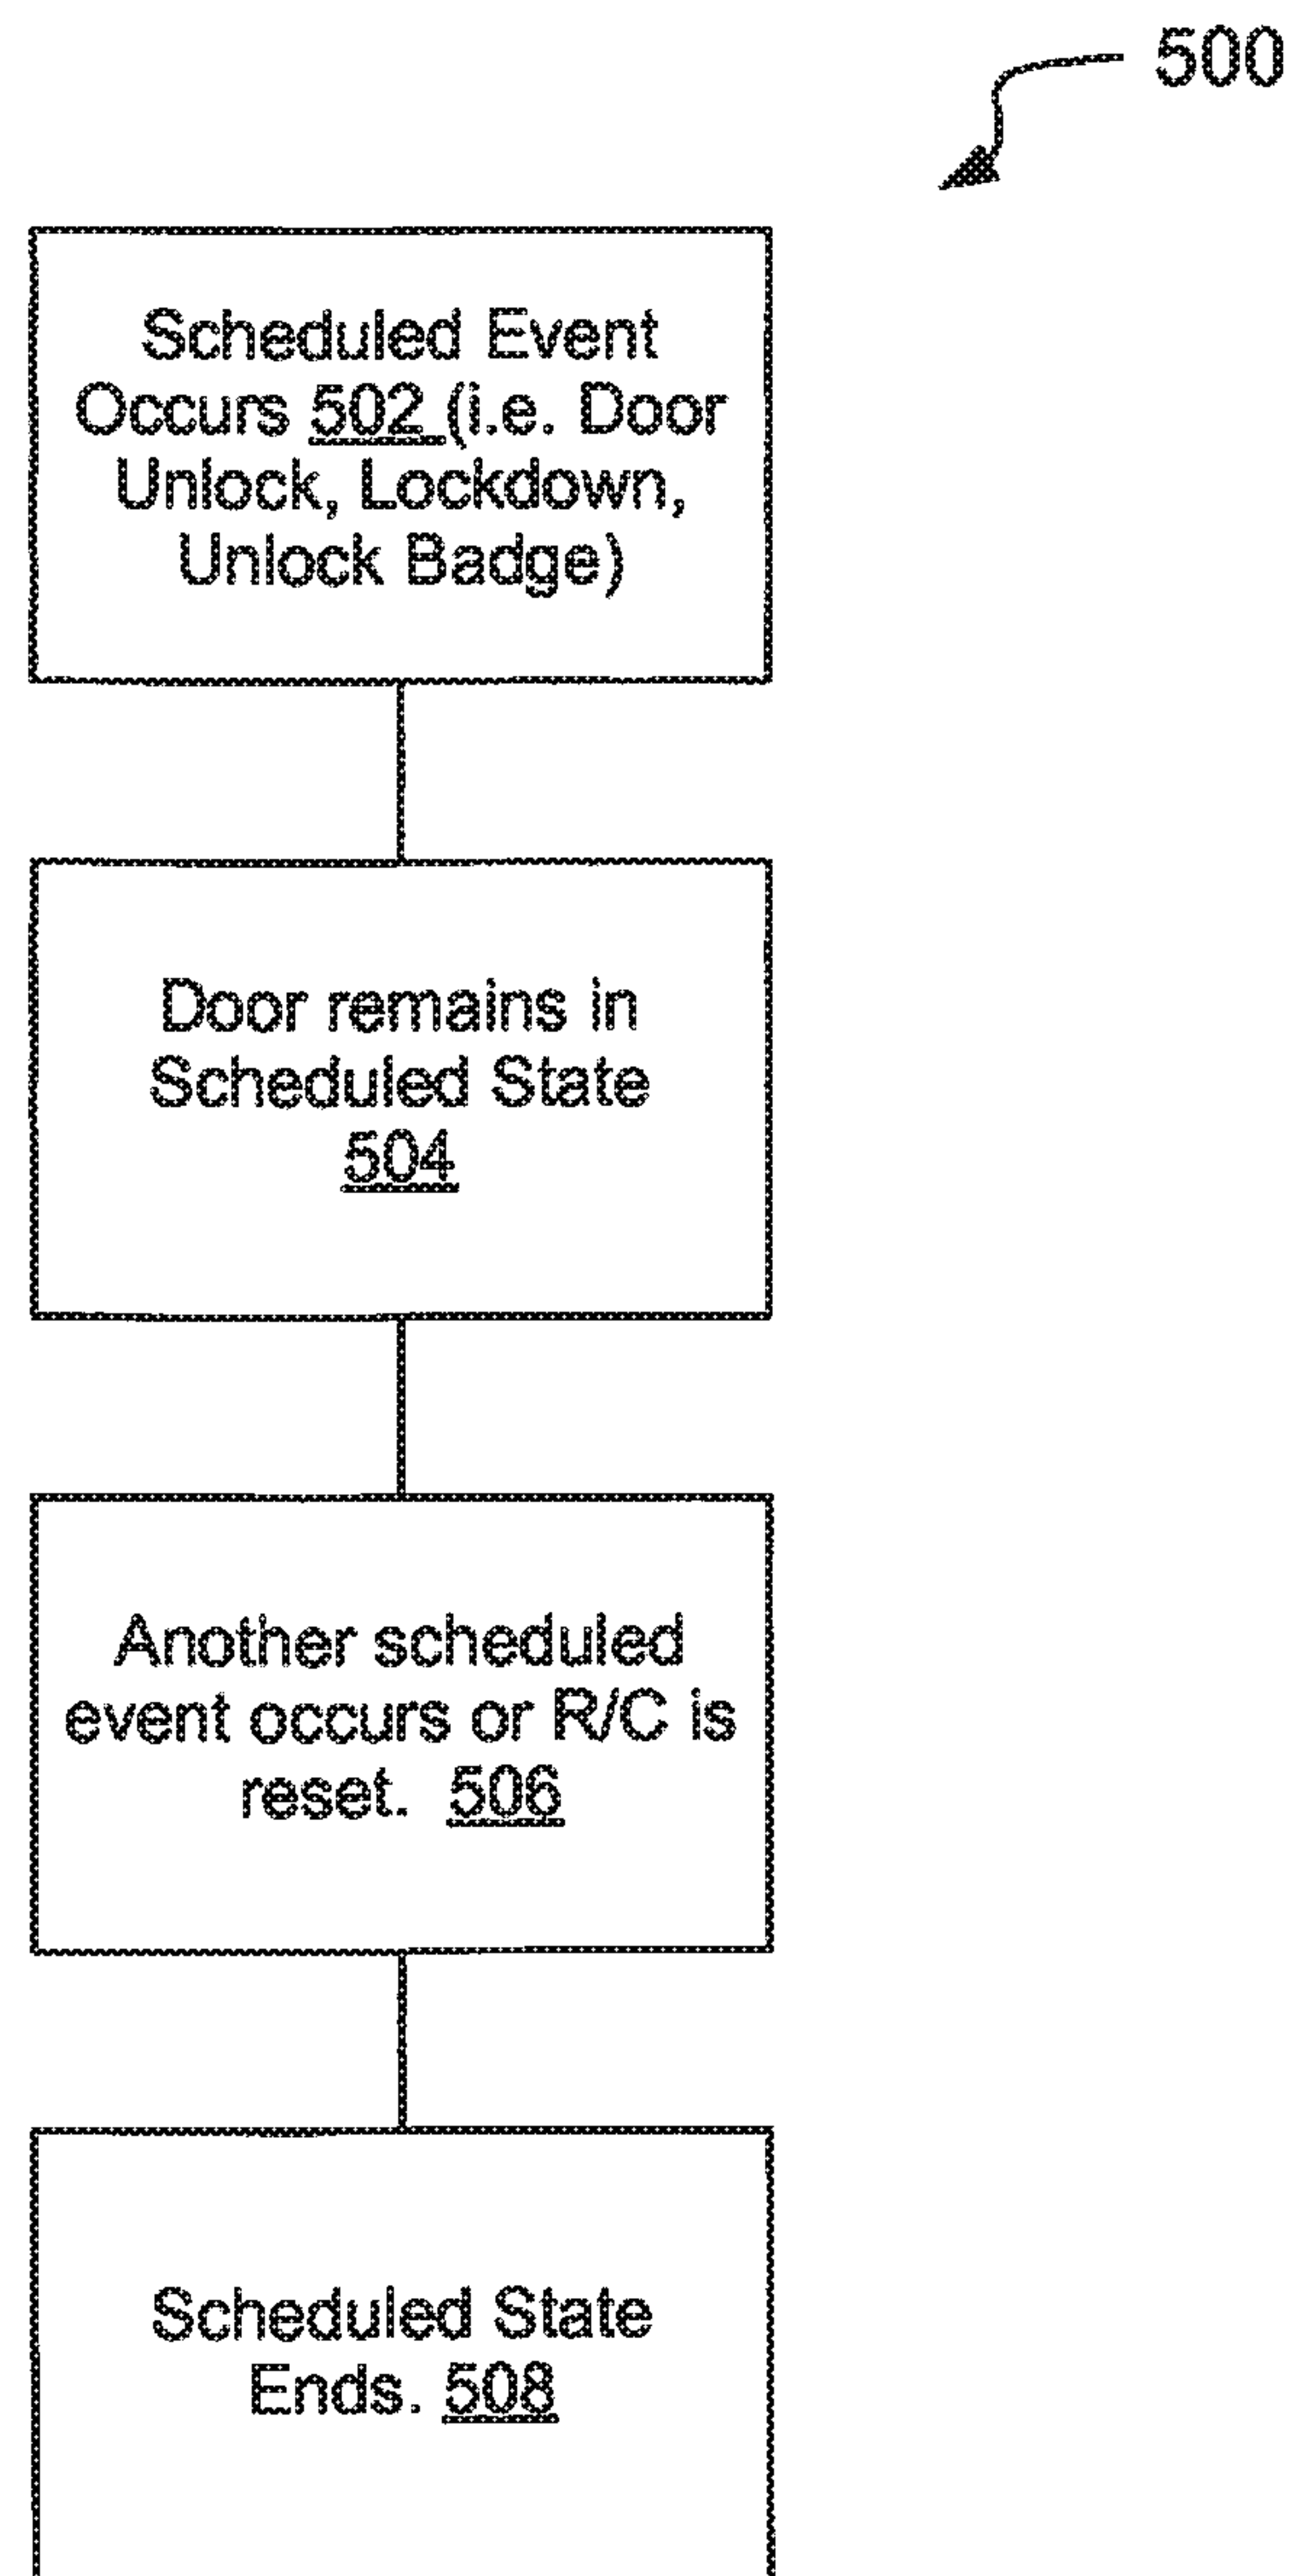 500
Scheduled Event
Occurs 502 (i.e. Door
Unlock, Lockdown,
Unlock Badge)
Door remains in
Scheduled State
504
Another scheduled
event occurs or R/C is
reset. 506
Scheduled State
Ends. 508